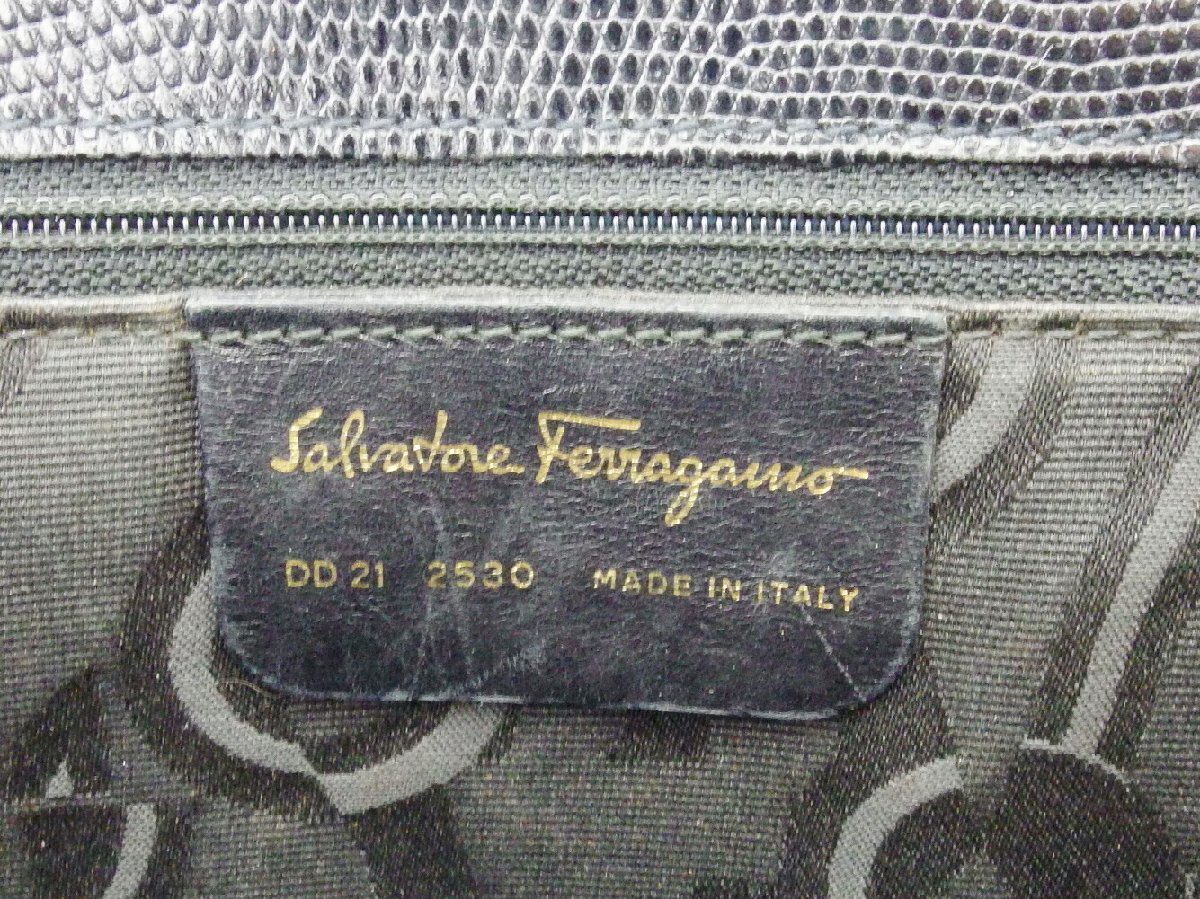 Salvatore Ferragamo
DD 21 2530 MADE IN ITALY